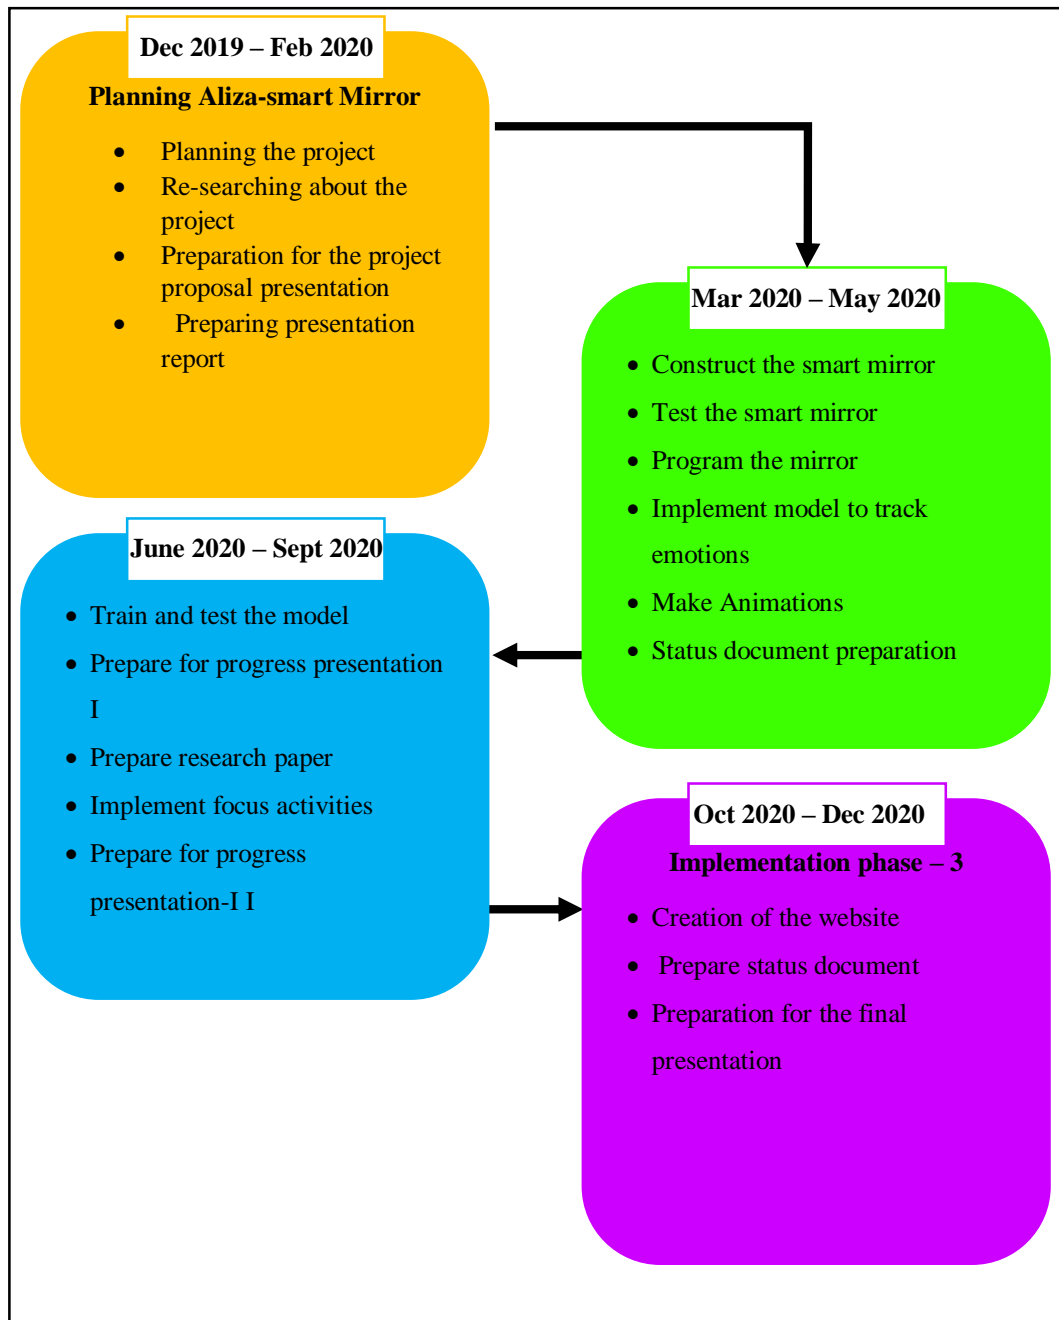 Dec 2019 – Feb 2020
Planning Aliza-smart Mirror
• Planning the project
• Re-searching about the
project
• Preparation for the project
proposal presentation
• Preparing presentation
report
Mar 2020 – May 2020
• Construct the smart mirror
• Test the smart mirror
• Program the mirror
• Implement model to track
emotions
• Make Animations
• Status document preparation
June 2020 – Sept 2020
• Train and test the model
• Prepare for progress presentation
I
• Prepare research paper
• Implement focus activities
• Prepare for progress
presentation-I I
Oct 2020 – Dec 2020
Implementation phase – 3
• Creation of the website
• Prepare status document
• Preparation for the final
presentation